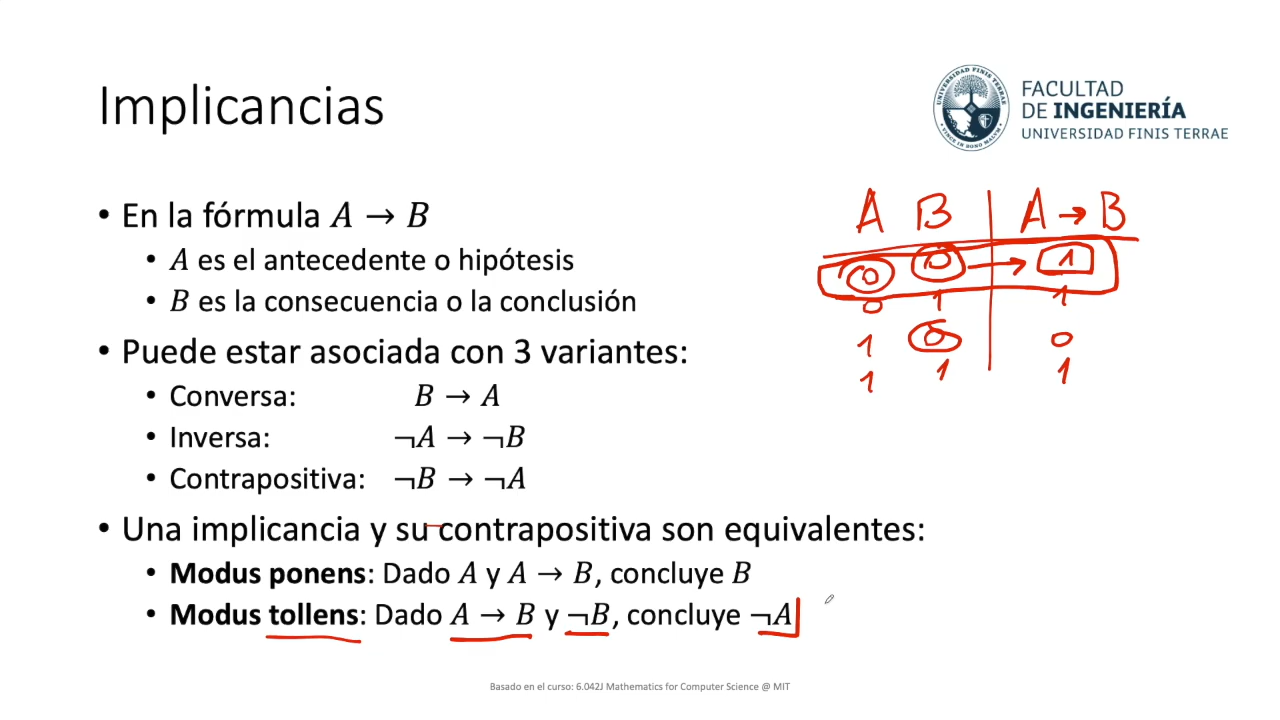 Implicancias
FACULTAD
DE INGENIERÍA
UNIVERSIDAD FINIS TERRAE
• En la fórmula A → B
• A es el antecedente o hipótesis
• B es la consecuencia o la conclusión
• Puede estar asociada con 3 variantes:
• Conversa: B → A
• Inversa: ¬A → ¬B
• Contrapositiva: ¬B → ¬A
• Una implicancia y su contrapositiva son equivalentes:
• Modus ponens: Dado A y A → B, concluye B
• Modus tollens: Dado A → B y ¬B, concluye ¬A
A B | A → B
0 0 → 1
0 1 1
1 0 0
1 1 1
Basado en el curso: 6.042J Mathematics for Computer Science @ MIT